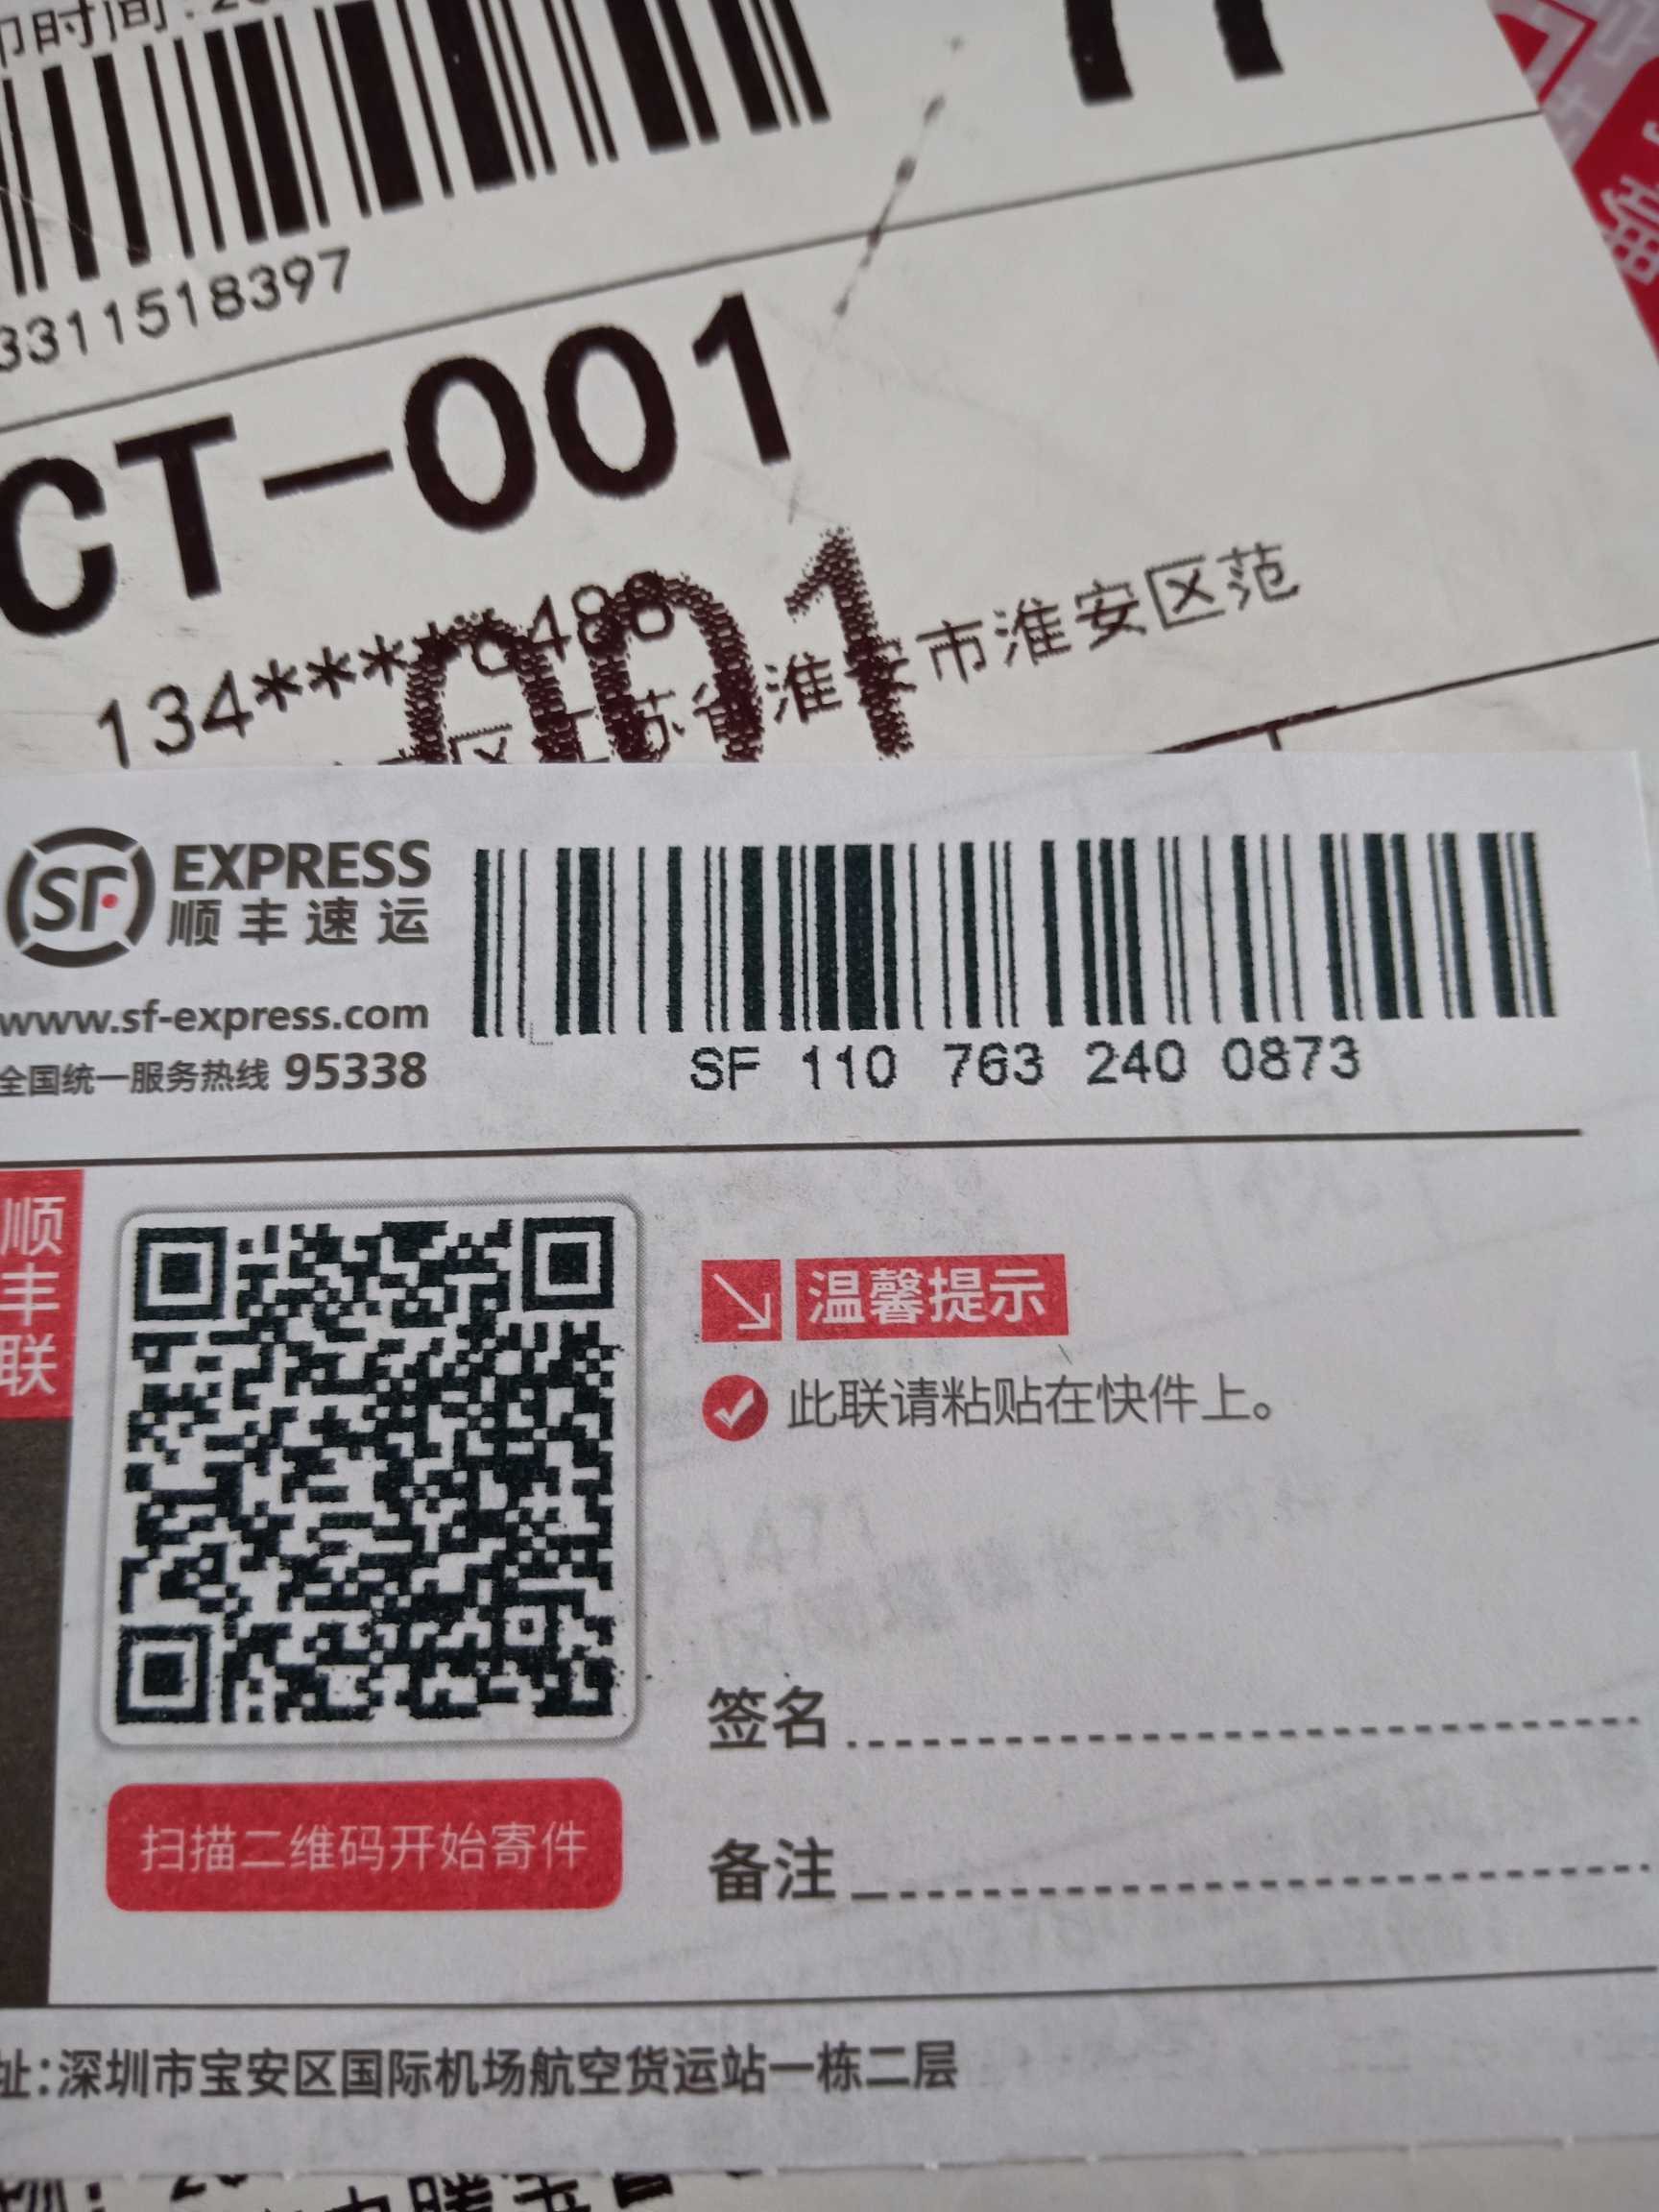 3311518397
CT-001
001
市淮安区范
SF
EXPRESS
顺丰速运
www.sf-express.com
全国统一服务热线 95338
SF 110 763 240 0873
顺丰联
温馨提示
此联请粘贴在快件上。
签名
扫描二维码开始寄件
备注
址:深圳市宝安区国际机场航空货运站一栋二层